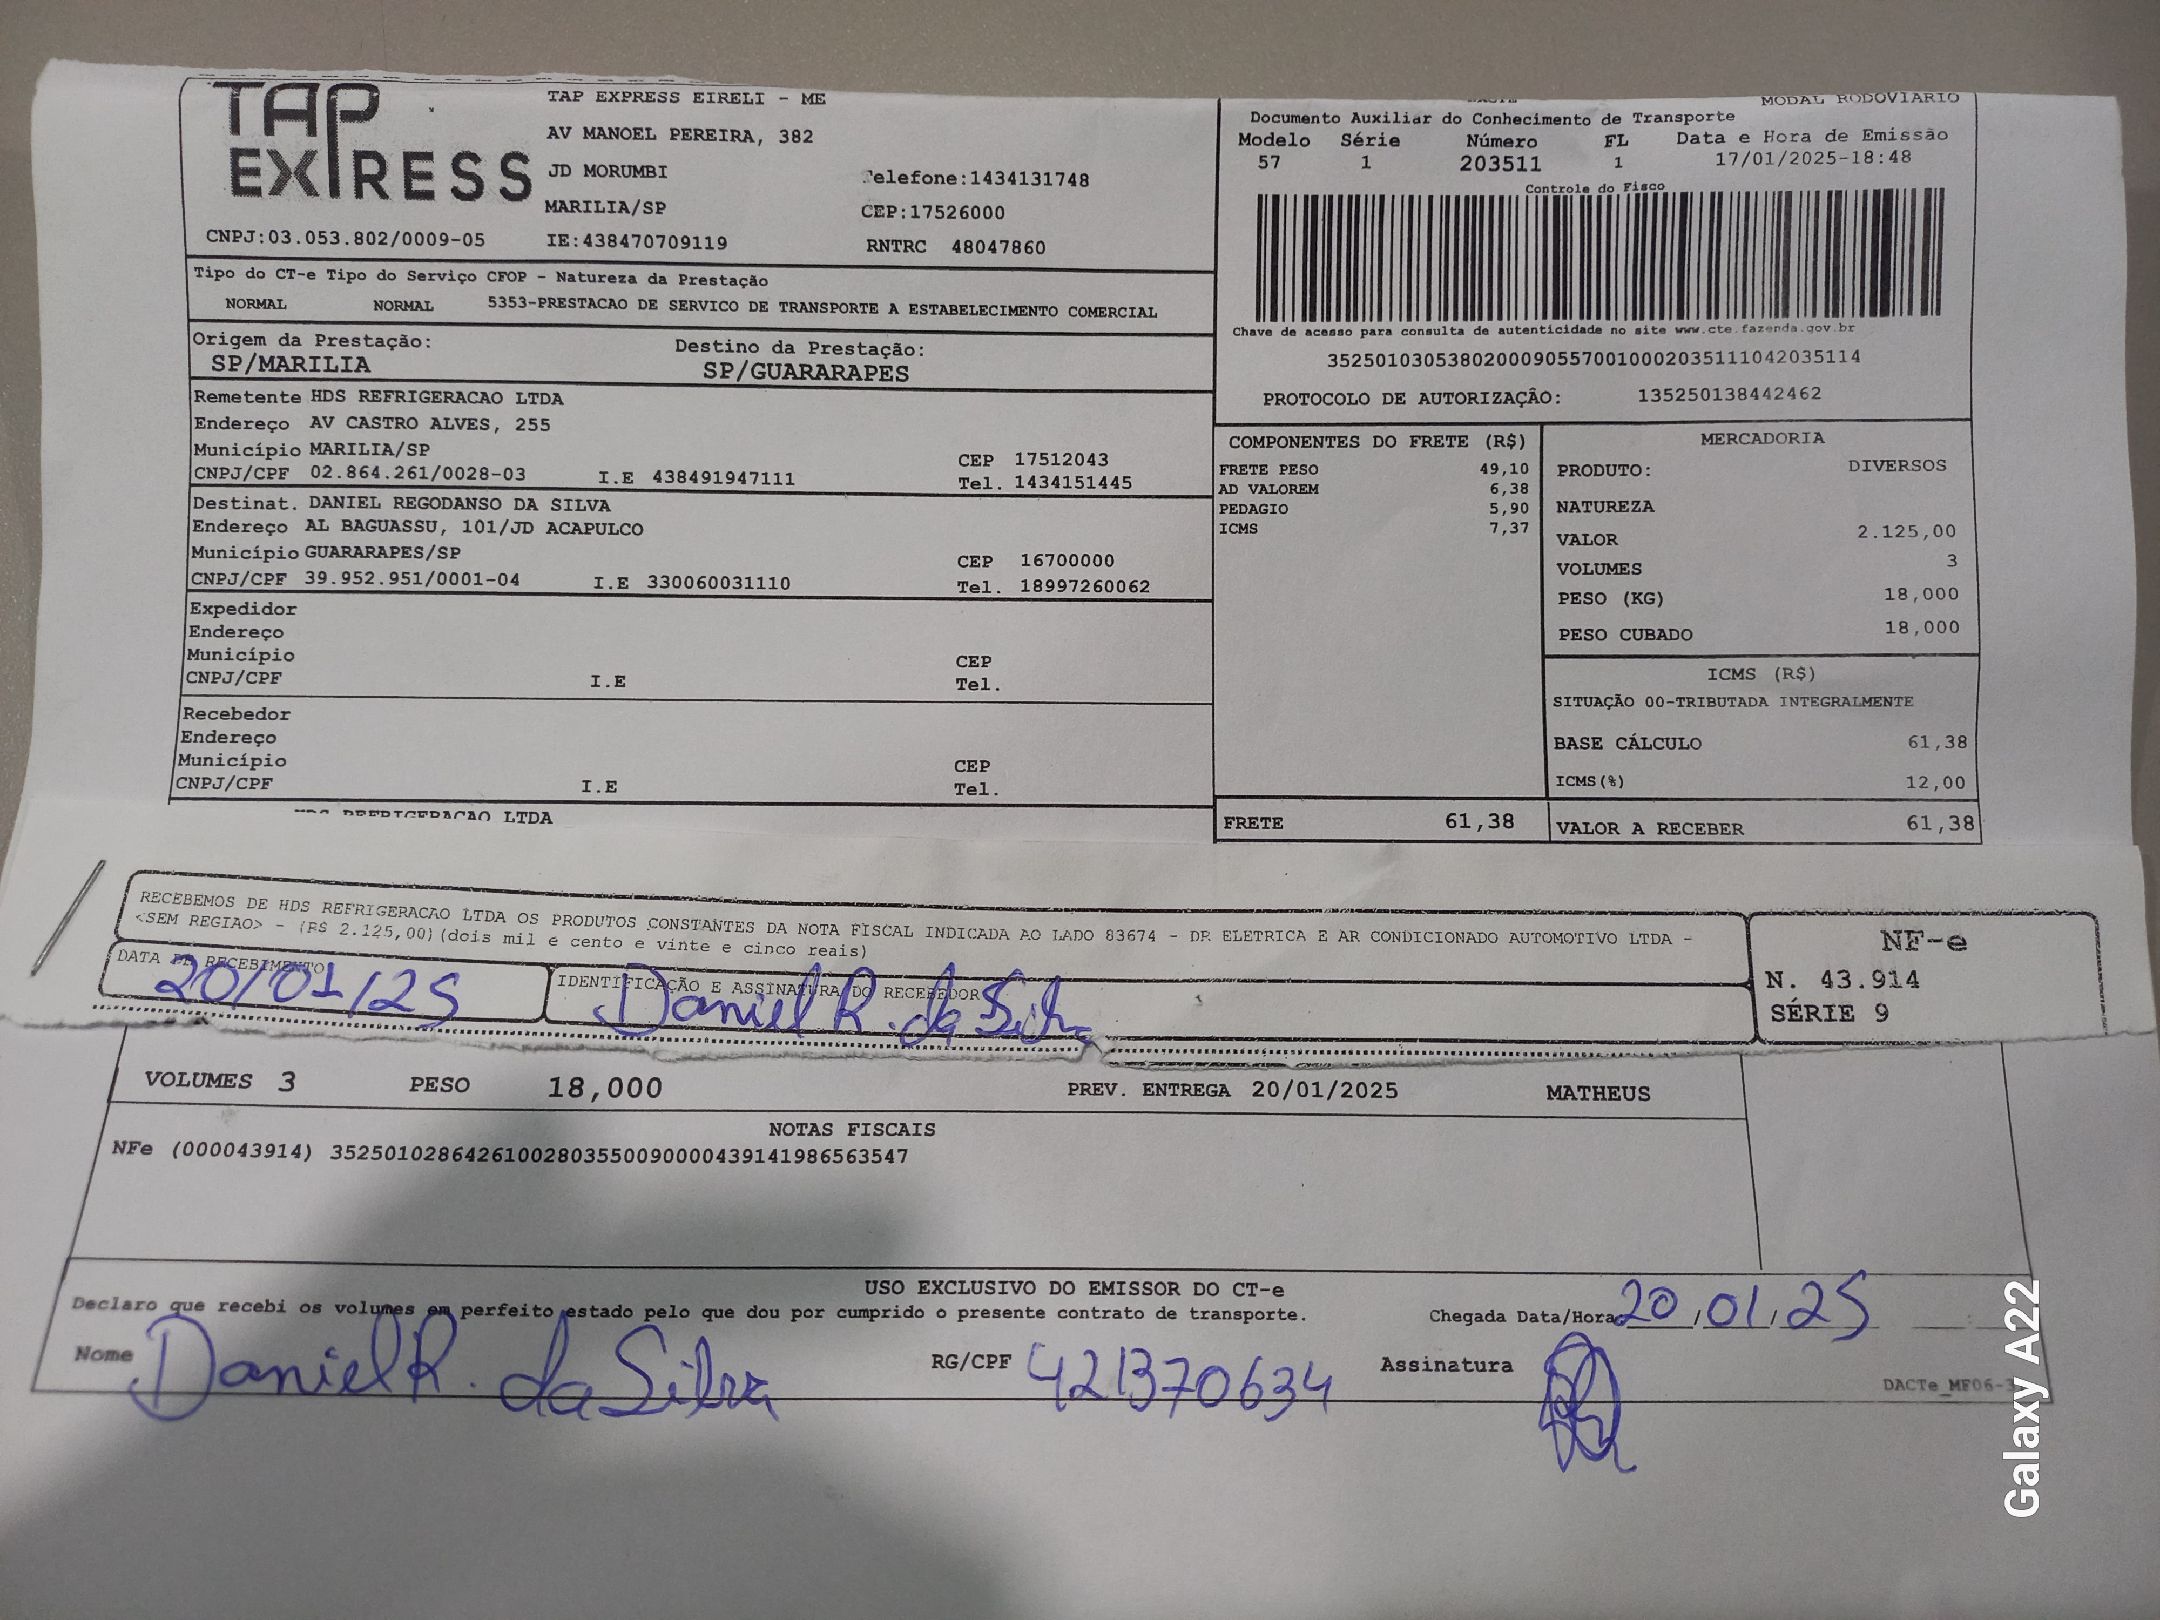 TAP EXPRESS
TAP EXPRESS EIRELI - ME
AV MANOEL PEREIRA, 382
JD MORUMBI
Telefone:1434131748
MARILIA/SP
CEP:17526000
CNPJ:03.053.802/0009-05
IE:438470709119
RNTRC 48047860
MODAL RODOVIARIO
Documento Auxiliar do Conhecimento de Transporte
Modelo Série Número FL Data e Hora de Emissão
57 1 203511 1 17/01/2025-18:48
Controle do Fisco
Chave de acesso para consulta de autenticidade no site www.cte.fazenda.gov.br
35250103053802000905570010002035111042035114
PROTOCOLO DE AUTORIZAÇÃO: 135250138442462
Tipo do CT-e Tipo do Serviço CFOP - Natureza da Prestação
NORMAL NORMAL 5353-PRESTACAO DE SERVICO DE TRANSPORTE A ESTABELECIMENTO COMERCIAL
Origem da Prestação: Destino da Prestação:
SP/MARILIA SP/GUARARAPES
Remetente HDS REFRIGERACAO LTDA
Endereço AV CASTRO ALVES, 255
Município MARILIA/SP CEP 17512043
CNPJ/CPF 02.864.261/0028-03 I.E 438491947111 Tel. 1434151445
Destinat. DANIEL REGODANSO DA SILVA
Endereço AL BAGUASSU, 101/JD ACAPULCO
Município GUARARAPES/SP CEP 16700000
CNPJ/CPF 39.952.951/0001-04 I.E 330060031110 Tel. 18997260062
Expedidor
Endereço
Município CEP
CNPJ/CPF I.E Tel.
Recebedor
Endereço
Município CEP
CNPJ/CPF I.E Tel.
HDS REFRIGERACAO LTDA
COMPONENTES DO FRETE (R$)
FRETE PESO 49,10
AD VALOREM 6,38
PEDAGIO 5,90
ICMS 7,37
FRETE 61,38
MERCADORIA
PRODUTO: DIVERSOS
NATUREZA
VALOR 2.125,00
VOLUMES 3
PESO (KG) 18,000
PESO CUBADO 18,000
ICMS (R$)
SITUAÇÃO 00-TRIBUTADA INTEGRALMENTE
BASE CÁLCULO 61,38
ICMS(%) 12,00
VALOR A RECEBER 61,38
RECEBEMOS DE HDS REFRIGERACAO LTDA OS PRODUTOS CONSTANTES DA NOTA FISCAL INDICADA AO LADO 83674 - DR ELETRICA E AR CONDICIONADO AUTOMOTIVO LTDA -
<SEM REGIAO> - (R$ 2.125,00)(dois mil e cento e vinte e cinco reais)
DATA DE RECEBIMENTO
20/01/25
IDENTIFICAÇÃO E ASSINATURA DO RECEBEDOR
Daniel R. da Silva
NF-e
N. 43.914
SÉRIE 9
VOLUMES 3 PESO 18,000 PREV. ENTREGA 20/01/2025 MATHEUS
NOTAS FISCAIS
NFe (000043914) 35250102864261002803550090000439141986563547
USO EXCLUSIVO DO EMISSOR DO CT-e
Declaro que recebi os volumes em perfeito estado pelo que dou por cumprido o presente contrato de transporte.
Chegada Data/Hora 20/01/25
Nome Daniel R. da Silva RG/CPF 421370634 Assinatura
DACTe_MF06-3
Galaxy A22